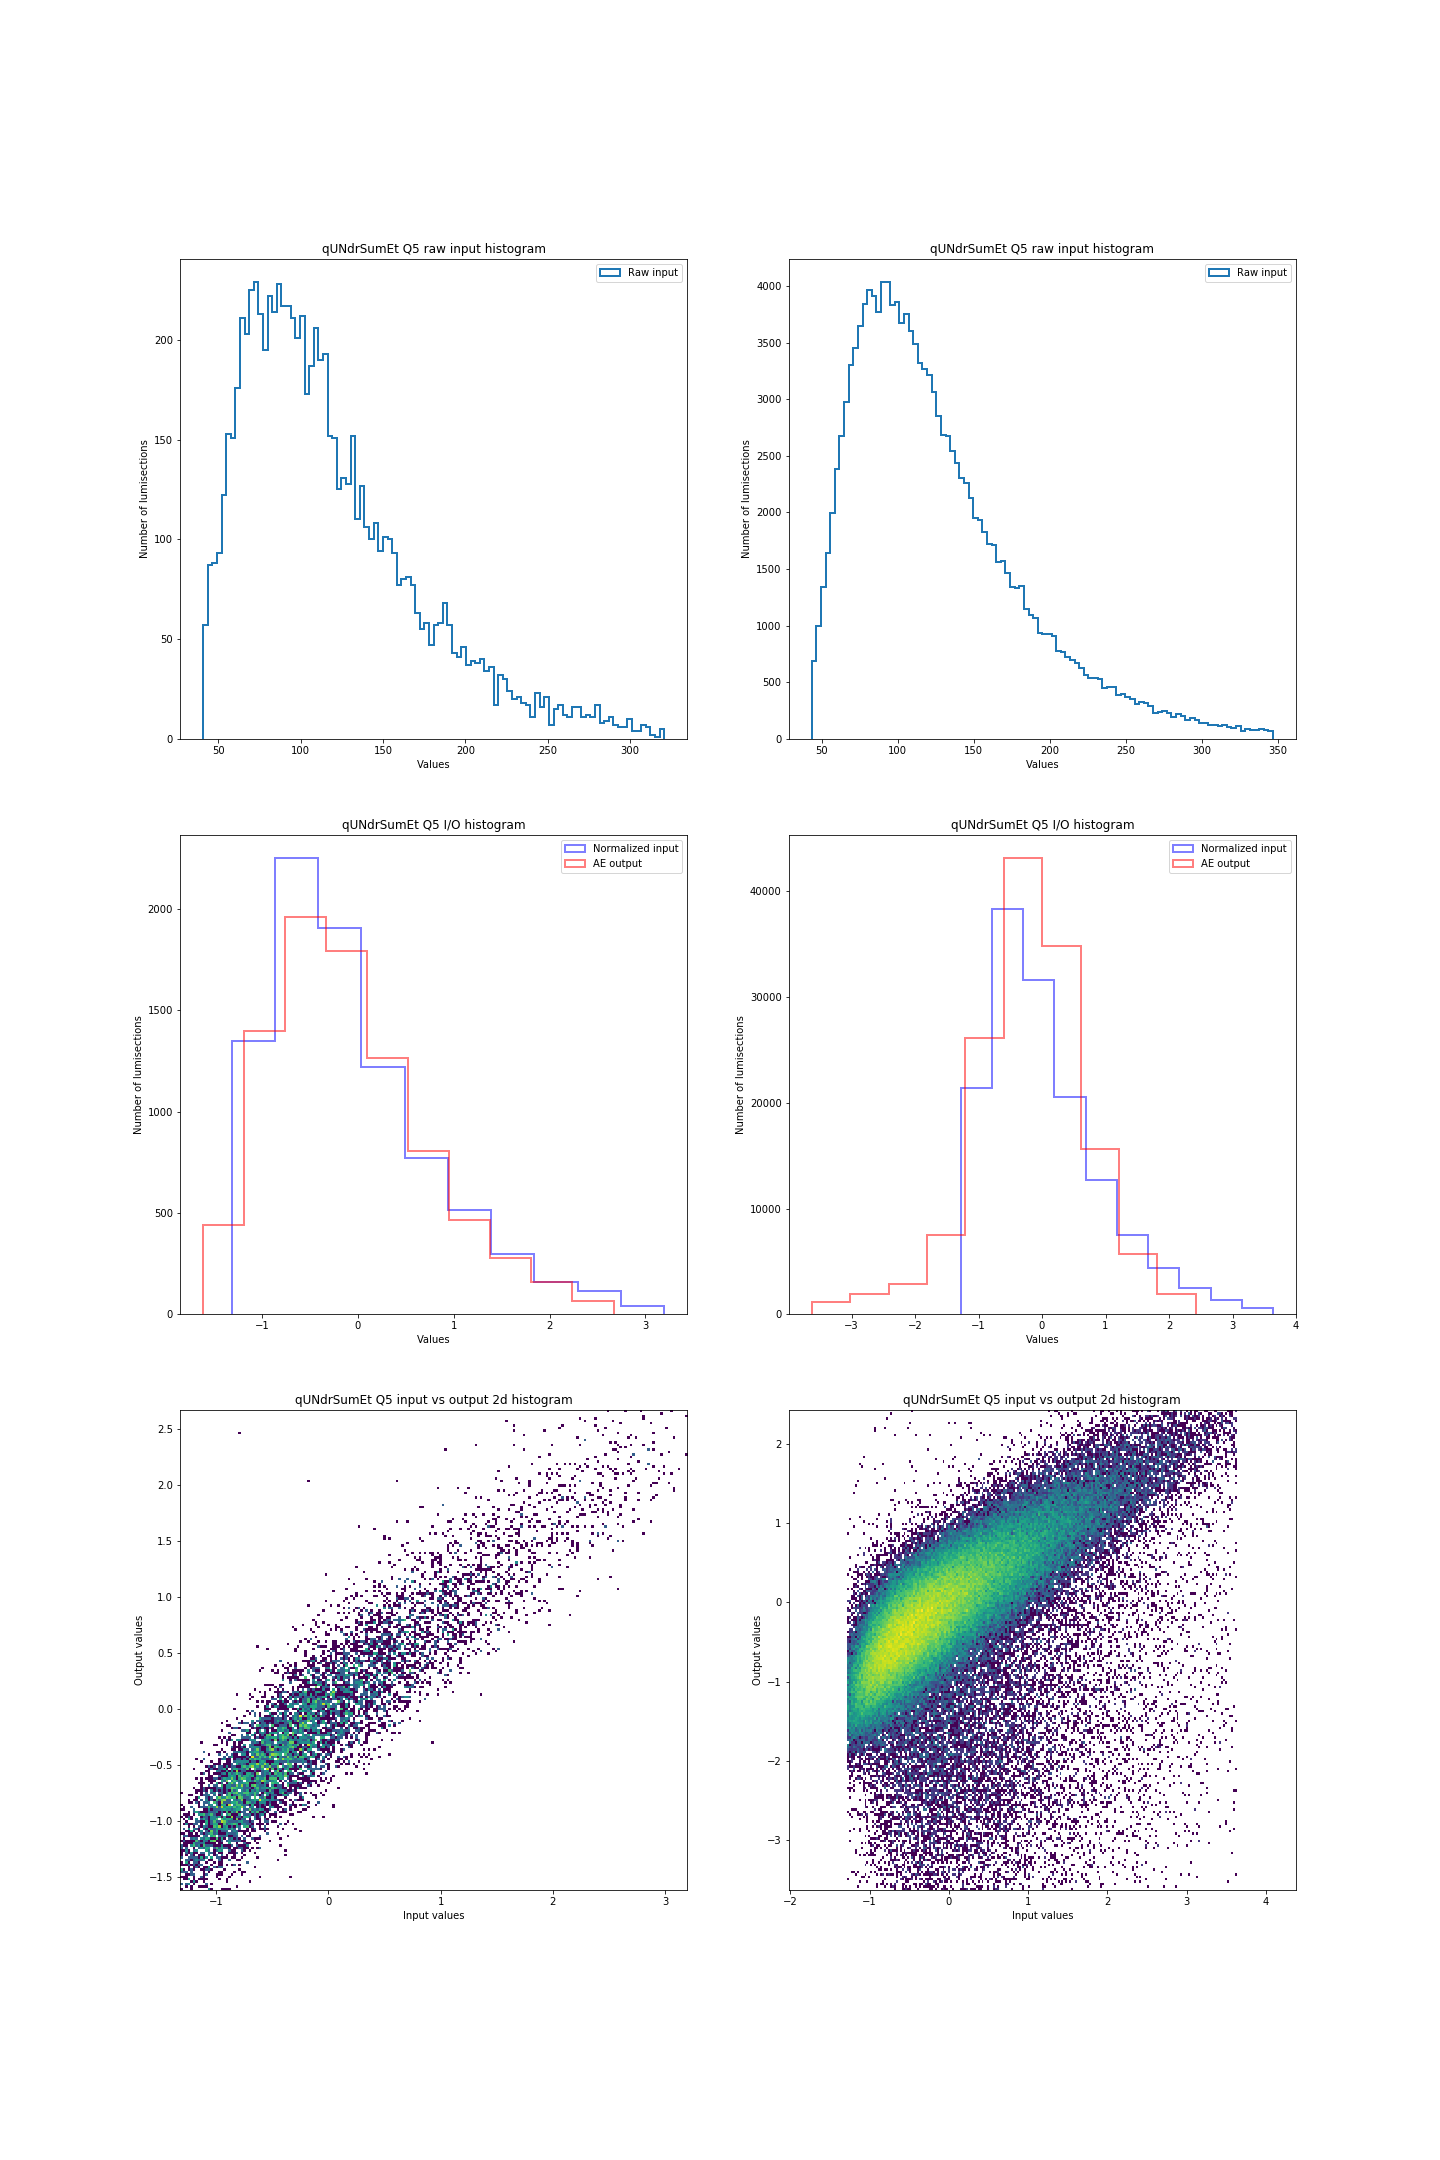 qUNdrSumEt Q5 raw input histogram
Raw input
200
150
100
50
0
Number of lumisections
50 100 150 200 250 300
Values
qUNdrSumEt Q5 raw input histogram
Raw input
4000
3500
3000
2500
2000
1500
1000
500
0
Number of lumisections
50 100 150 200 250 300 350
Values
qUNdrSumEt Q5 I/O histogram
Normalized input
AE output
2000
1500
1000
500
0
Number of lumisections
−1 0 1 2 3
Values
qUNdrSumEt Q5 I/O histogram
Normalized input
AE output
40000
30000
20000
10000
0
Number of lumisections
−3 −2 −1 0 1 2 3 4
Values
qUNdrSumEt Q5 input vs output 2d histogram
2.5
2.0
1.5
1.0
0.5
0.0
−0.5
−1.0
−1.5
Output values
−1 0 1 2 3
Input values
qUNdrSumEt Q5 input vs output 2d histogram
2
1
0
−1
−2
−3
Output values
−2 −1 0 1 2 3 4
Input values